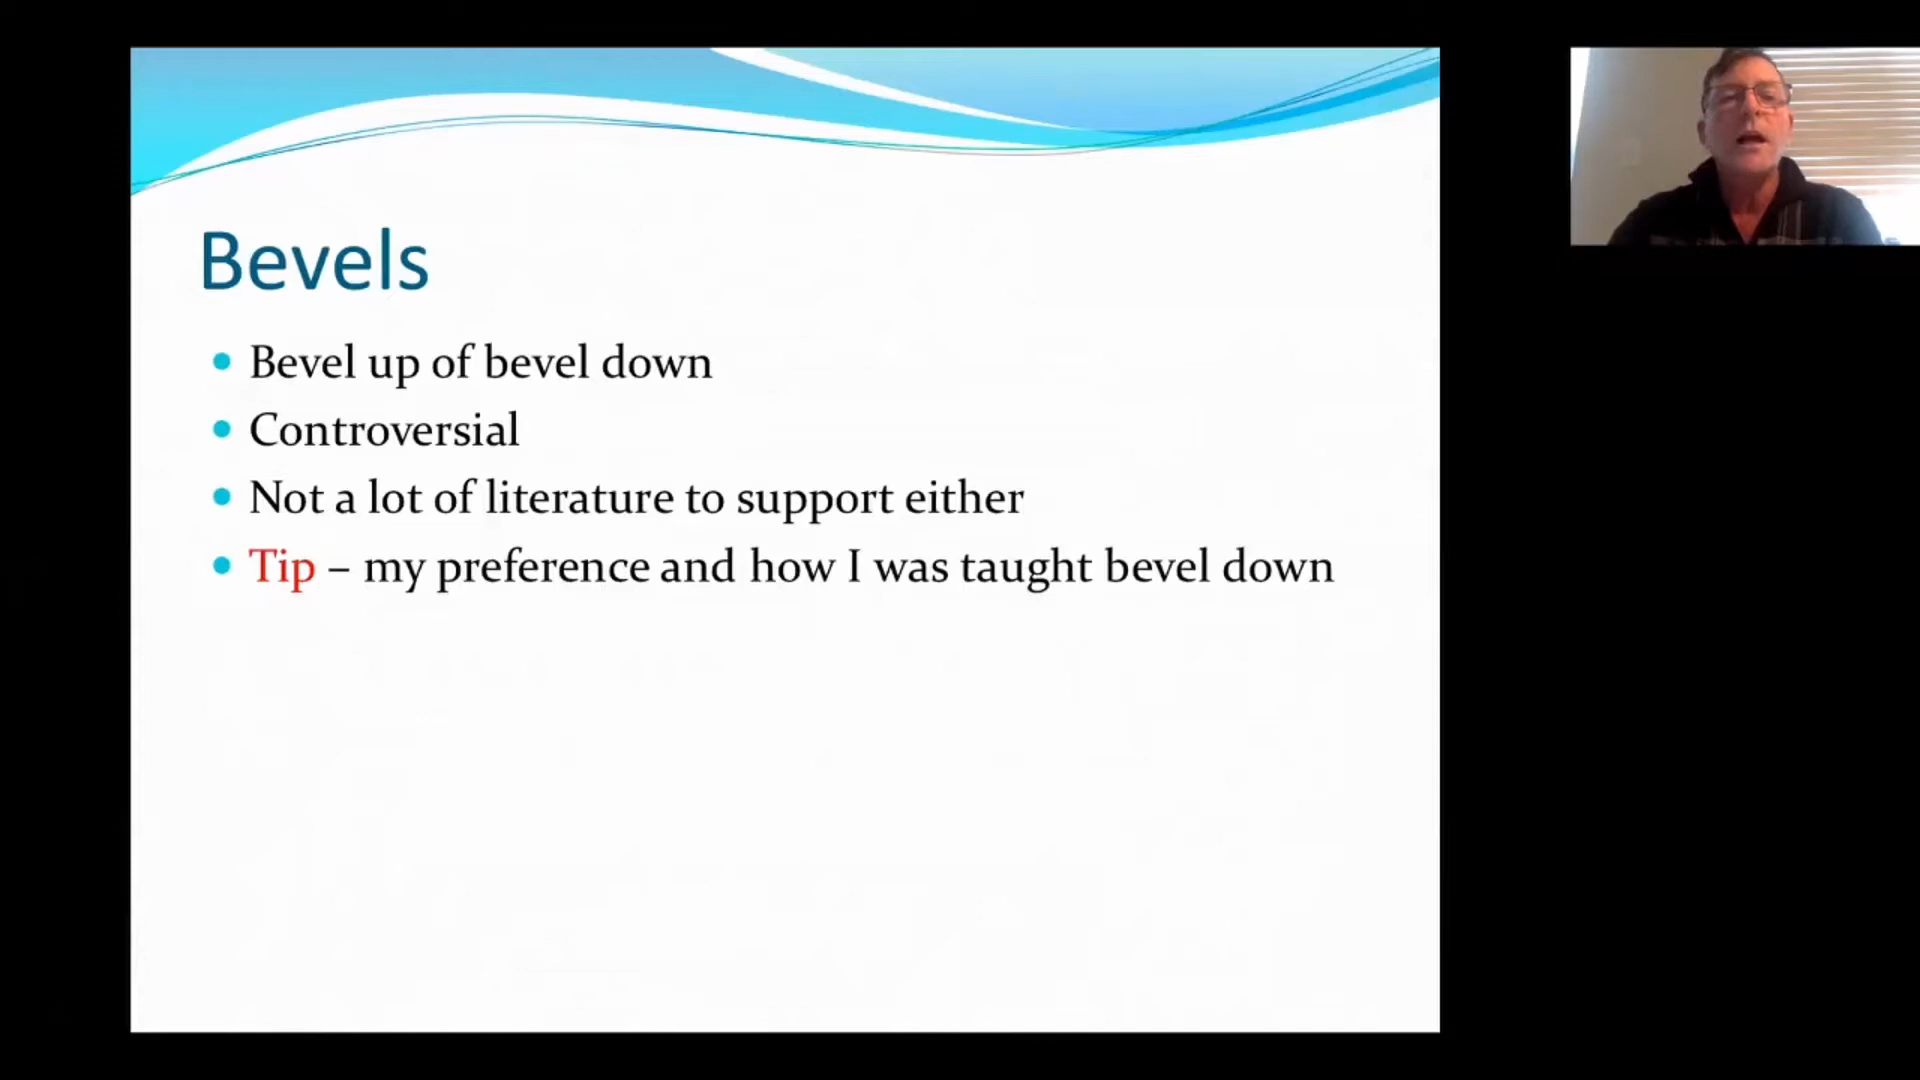 Bevels
Bevel up of bevel down
Controversial
Not a lot of literature to support either
Tip – my preference and how I was taught bevel down